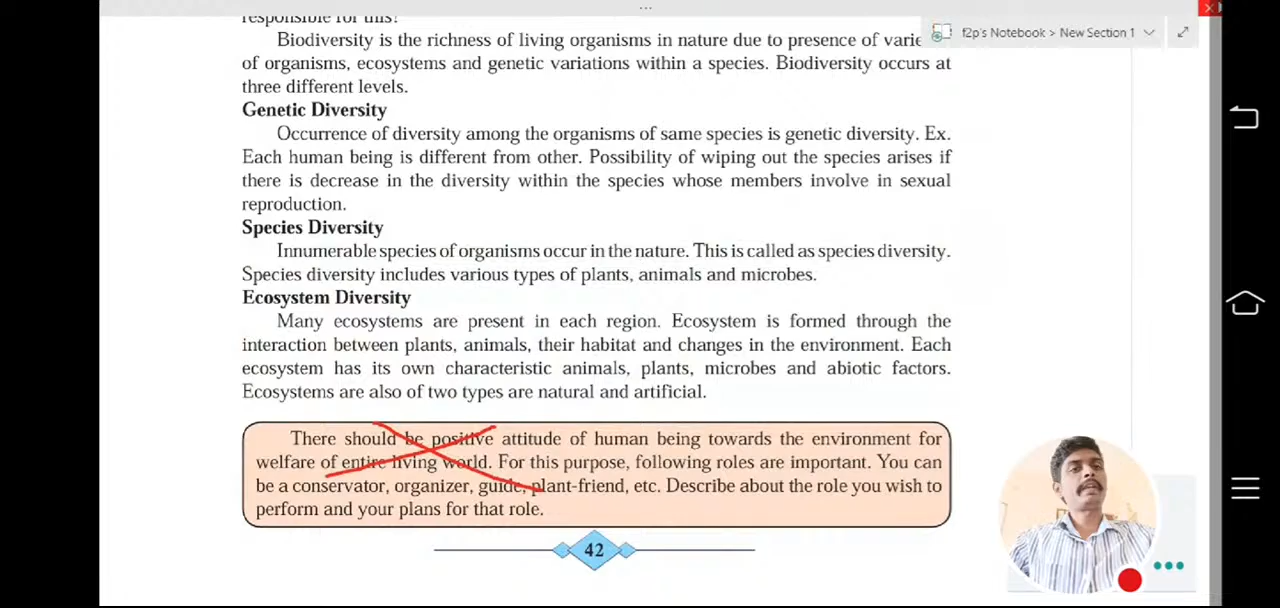 responsible for this?
f2p's Notebook > New Section 1
Biodiversity is the richness of living organisms in nature due to presence of
of organisms, ecosystems and genetic variations within a species. Biodiversity occurs at
three different levels.
Genetic Diversity
Occurrence of diversity among the organisms of same species is genetic diversity. Ex.
Each human being is different from other. Possibility of wiping out the species arises if
there is decrease in the diversity within the species whose members involve in sexual
reproduction.
Species Diversity
Innumerable species of organisms occur in the nature. This is called as species diversity.
Species diversity includes various types of plants, animals and microbes.
Ecosystem Diversity
Many ecosystems are present in each region. Ecosystem is formed through the
interaction between plants, animals, their habitat and changes in the environment. Each
ecosystem has its own characteristic animals, plants, microbes and abiotic factors.
Ecosystems are also of two types are natural and artificial.
There should be positive attitude of human being towards the environment for
welfare of entire living world. For this purpose, following roles are important. You can
be a conservator, organizer, guide, plant-friend, etc. Describe about the role you wish to
perform and your plans for that role.
42